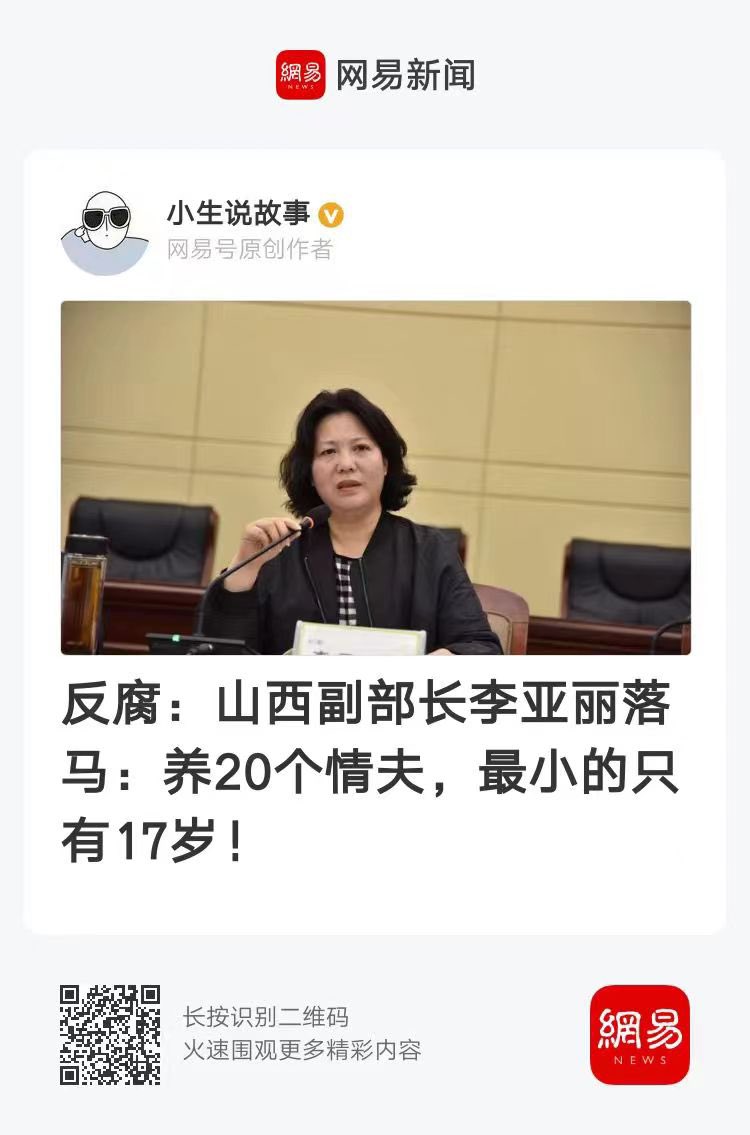 網易
NEWS
网易新闻
小生说故事
网易号原创作者
反腐：山西副部长李亚丽落
马：养20个情夫，最小的只
有17岁！
长按识别二维码
火速围观更多精彩内容
網易
NEWS